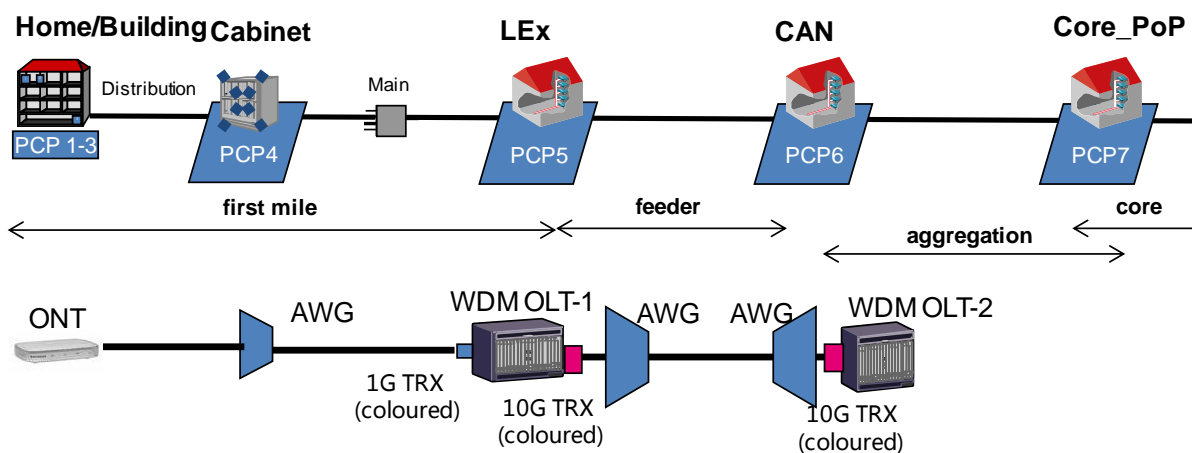 Home/Building
Cabinet
LEx
CAN
Core_PoP
Distribution
Main
PCP 1-3
PCP4
PCP5
PCP6
PCP7
first mile
feeder
core
aggregation
ONT
AWG
WDM OLT-1
AWG
AWG
WDM OLT-2
1G TRX
(coloured)
10G TRX
(coloured)
10G TRX
(coloured)